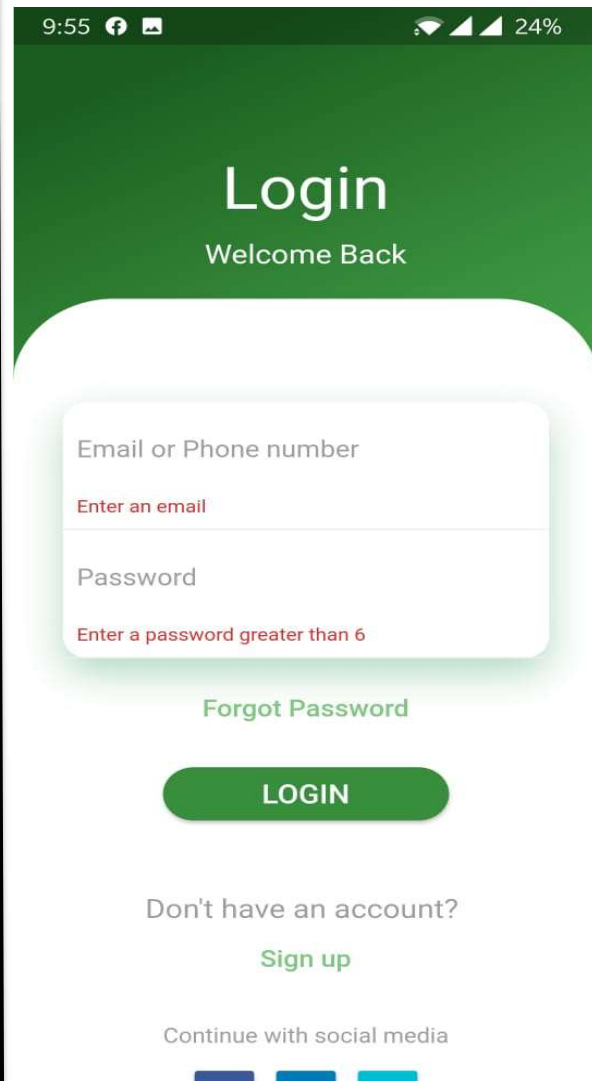 9:55 24%
Login
Welcome Back
Email or Phone number
Enter an email
Password
Enter a password greater than 6
Forgot Password
LOGIN
Don't have an account?
Sign up
Continue with social media